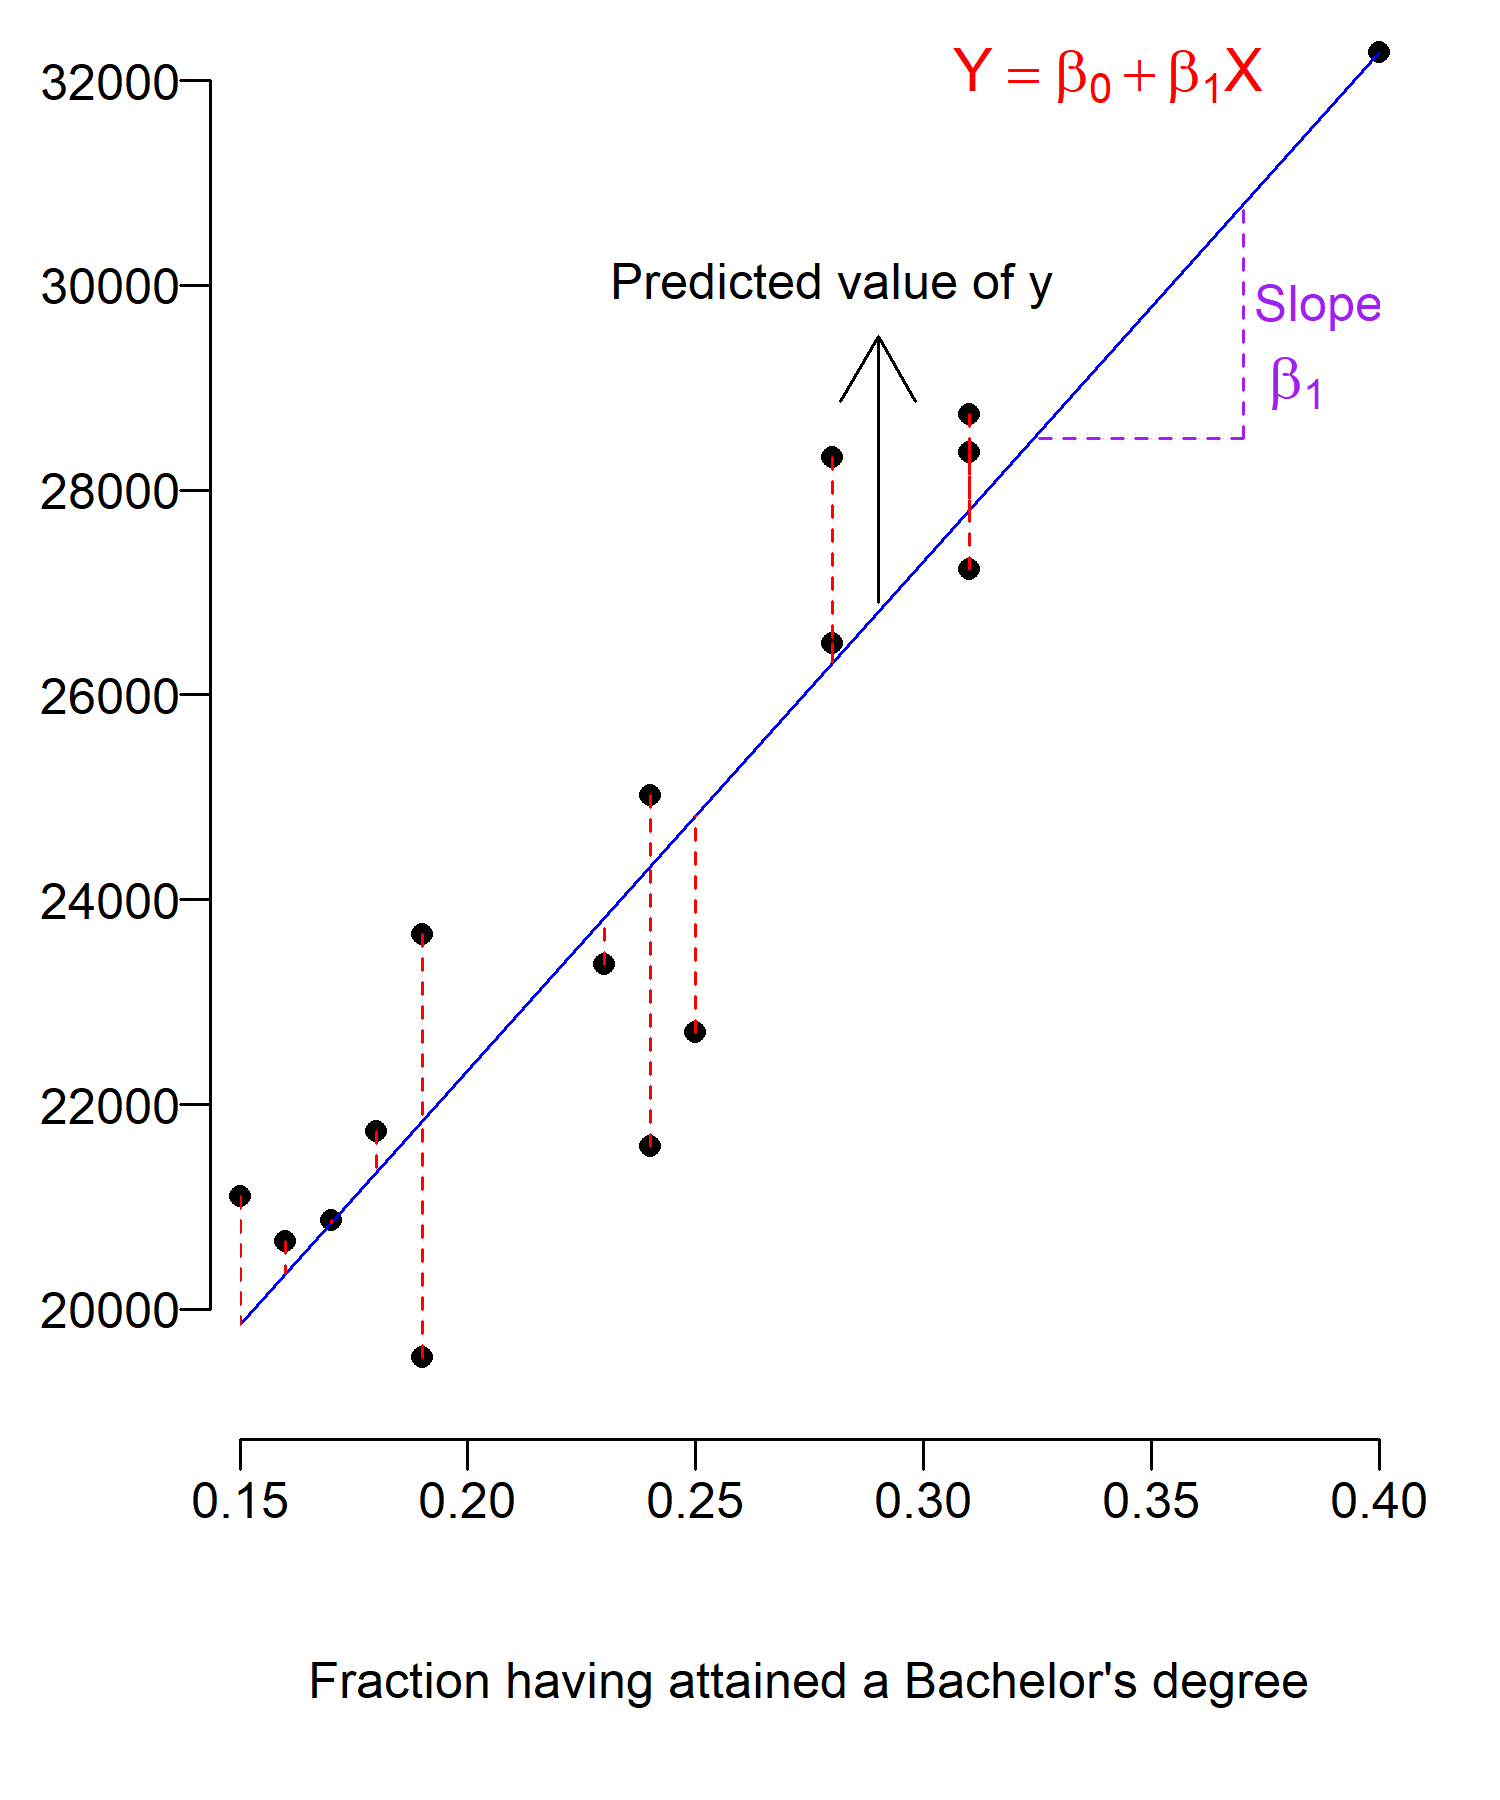 Y = β₀ + β₁X
32000
30000
28000
26000
24000
22000
20000
Predicted value of y
Slope
β₁
0.15 0.20 0.25 0.30 0.35 0.40
Fraction having attained a Bachelor's degree